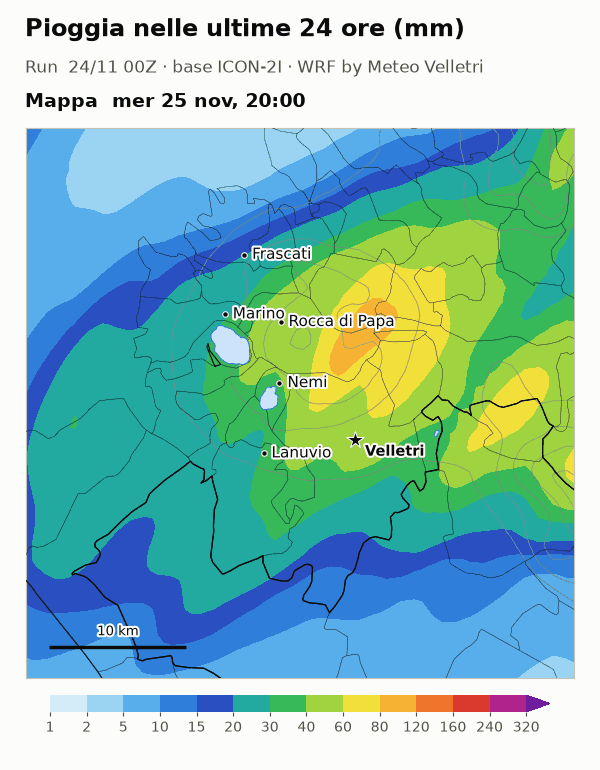 Pioggia nelle ultime 24 ore (mm)
Run  24/11 00Z · base ICON-2I · WRF by Meteo Velletri
Mappa  mer 25 nov, 20:00
Frascati
Marino
Rocca di Papa
Nemi
Velletri
Lanuvio
10 km
1 2 5 10 15 20 30 40 60 80 120 160 240 320